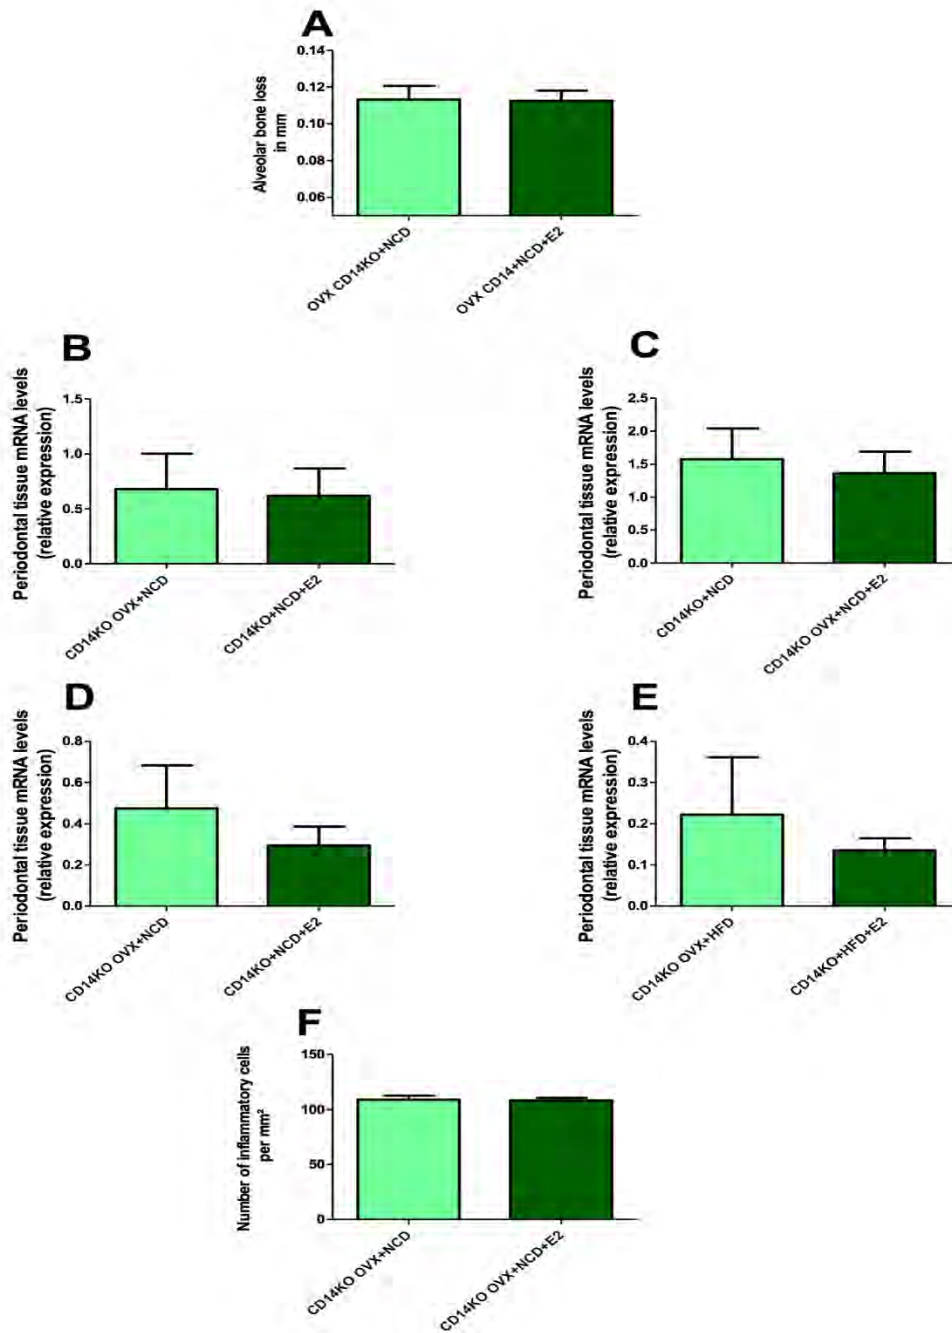 A
Alveolar bone loss
in mm
0.14
0.12
0.10
0.08
0.06
OVX CD14KO+NCD
OVX CD14+NCD+E2
B
Periodontal tissue mRNA levels
(relative expression)
1.5
1.0
0.5
0.0
CD14KO OVX+NCD
CD14KO+NCD+E2
C
Periodontal tissue mRNA levels
(relative expression)
2.5
2.0
1.5
1.0
0.5
0.0
CD14KO+NCD
CD14KO OVX+NCD+E2
D
Periodontal tissue mRNA levels
(relative expression)
0.8
0.6
0.4
0.2
0.0
CD14KO OVX+NCD
CD14KO+NCD+E2
E
Periodontal tissue mRNA levels
(relative expression)
0.4
0.3
0.2
0.1
0.0
CD14KO OVX+HFD
CD14KO+HFD+E2
F
Number of inflammatory cells
per mm²
150
100
50
0
CD14KO OVX+NCD
CD14KO OVX+NCD+E2